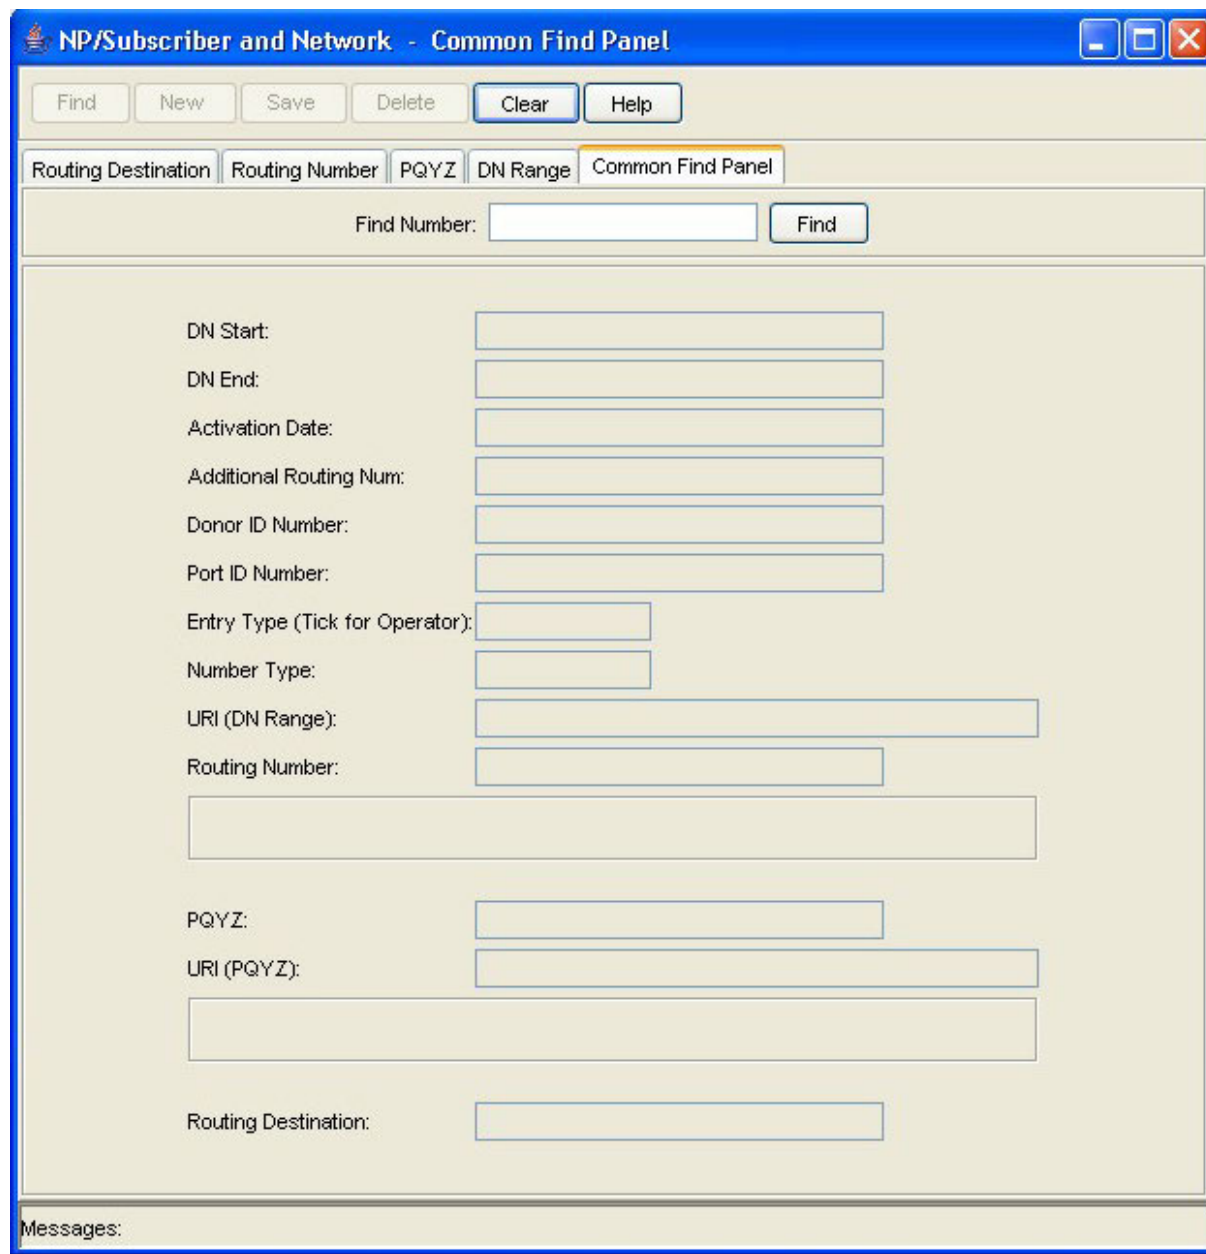 NP/Subscriber and Network - Common Find Panel
Find New Save Delete Clear Help
Routing Destination Routing Number PQYZ DN Range Common Find Panel
Find Number: Find
DN Start:
DN End:
Activation Date:
Additional Routing Num:
Donor ID Number:
Port ID Number:
Entry Type (Tick for Operator):
Number Type:
URI (DN Range):
Routing Number:
PQYZ:
URI (PQYZ):
Routing Destination:
Messages: